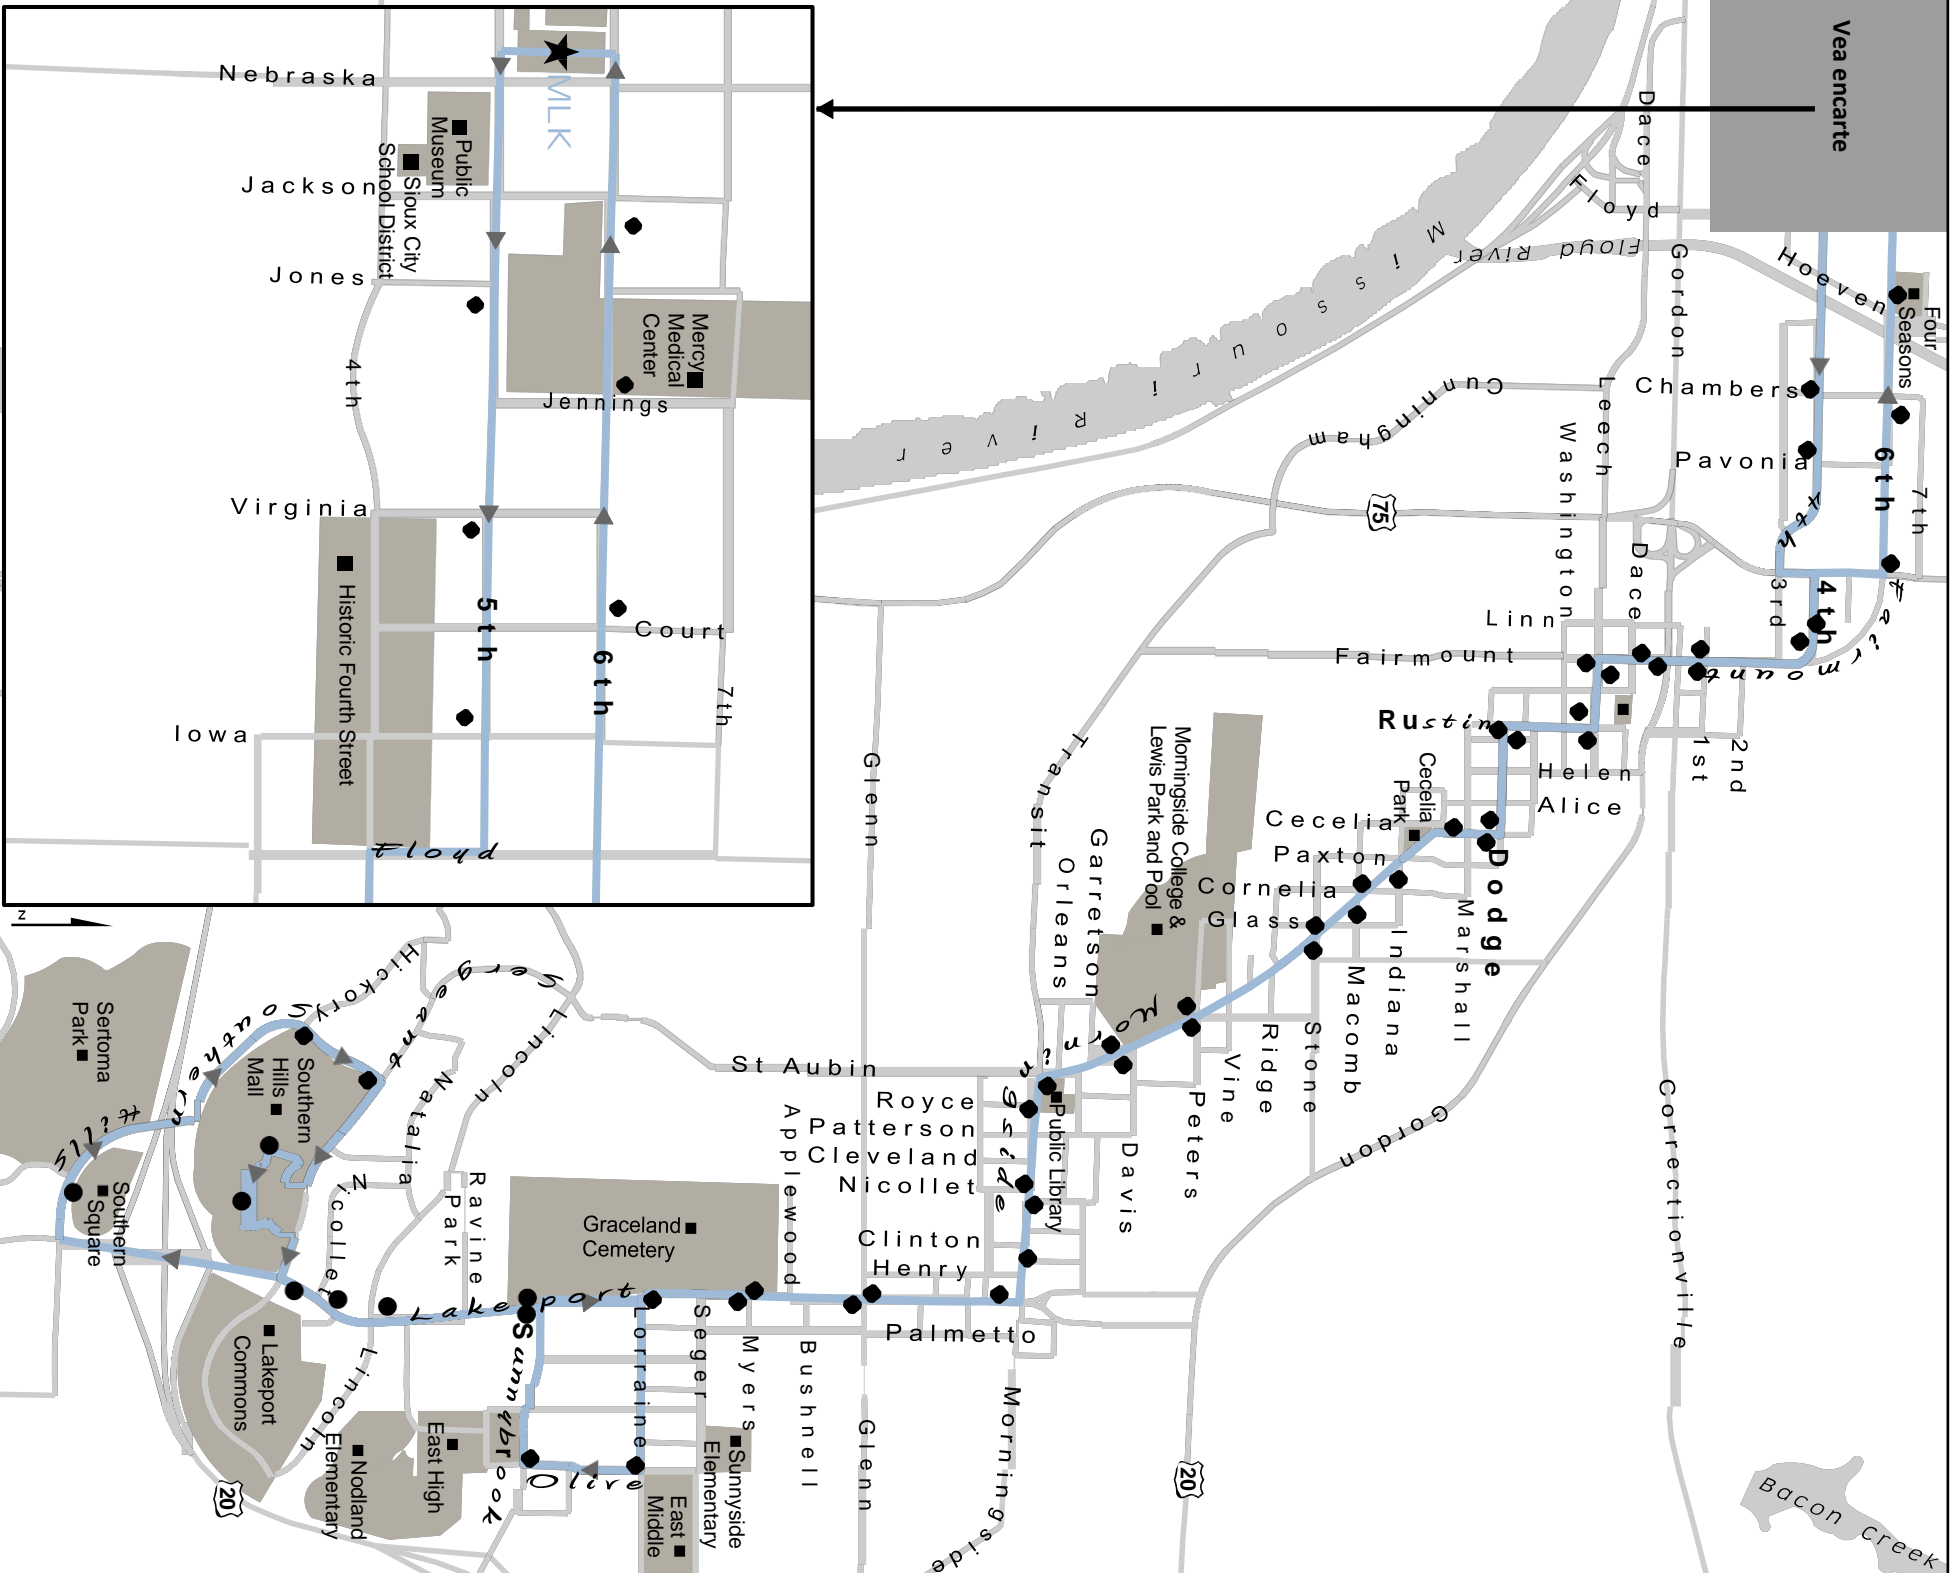 Vea encarte
Nebraska
MLK
Public
Museum
Sioux City
School District
Jackson
Jones
4th
Mercy
Medical
Center
Jennings
Virginia
Historic Fourth Street
5th
6th
Court
7th
Iowa
Floyd
z
Missouri River
Floyd River
Dace
Floyd
Gordon
Hoeven
Four
Seasons
Chambers
Pavonia
6th
7th
4th
3rd
4th
Fairmount
Cunningham
Leech
Washington
75
Dace
Linn
Fairmount
1st
2nd
Rustin
Helen
Alice
Cecelia
Park
Cecelia
Paxton
Cornelia
Glass
Dodge
Marshall
Indiana
Macomb
Stone
Ridge
Vine
Peters
Davis
Morningside College &
Lewis Park and Pool
Transit
Garretson
Orleans
Glenn
Morningside
Public Library
St Aubin
Royce
Patterson
Cleveland
Nicollet
Clinton
Henry
Applewood
Palmetto
Gordon
Correctionville
Graceland
Cemetery
Lakeport
Seger
Myers
Bushnell
Glenn
Morningside
20
Bacon Creek
Lorraine
Sunnybrook
Olive
Sunnyside
Elementary
East
Middle
East High
Nodland
Elementary
Lakeport
Commons
Lincoln
20
Ravine
Park
Nicollet
Natalia
Lincoln
Sergeant
Hickory
Southern
Hills
Mall
Southern Hills
Sertoma
Park
Southern
Square